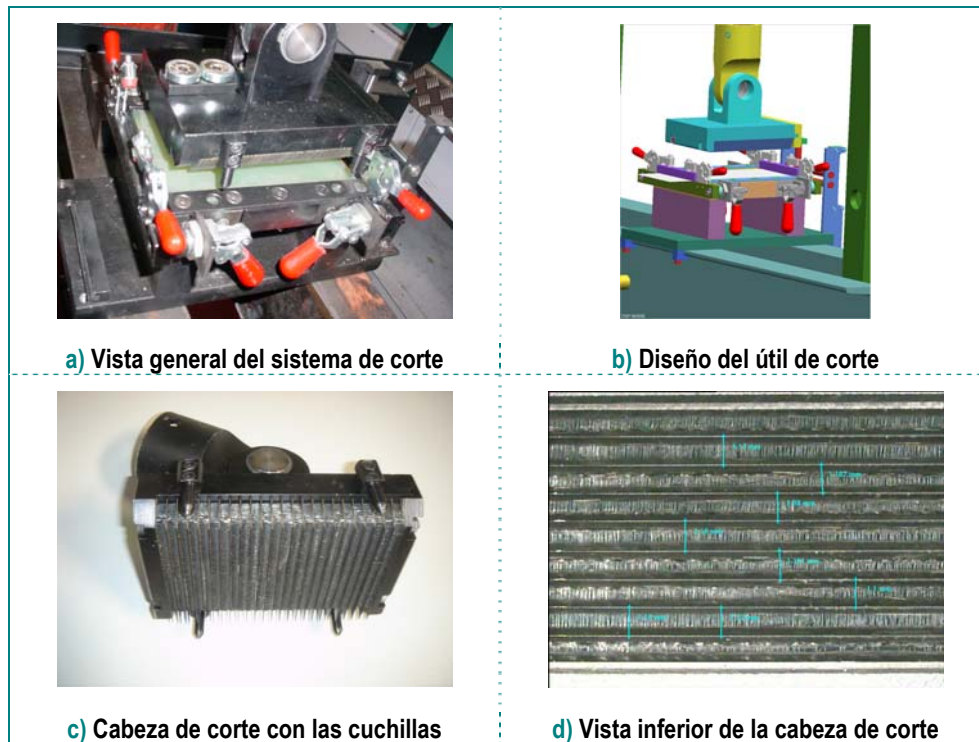 a) Vista general del sistema de corte
b) Diseño del útil de corte
c) Cabeza de corte con las cuchillas
d) Vista inferior de la cabeza de corte